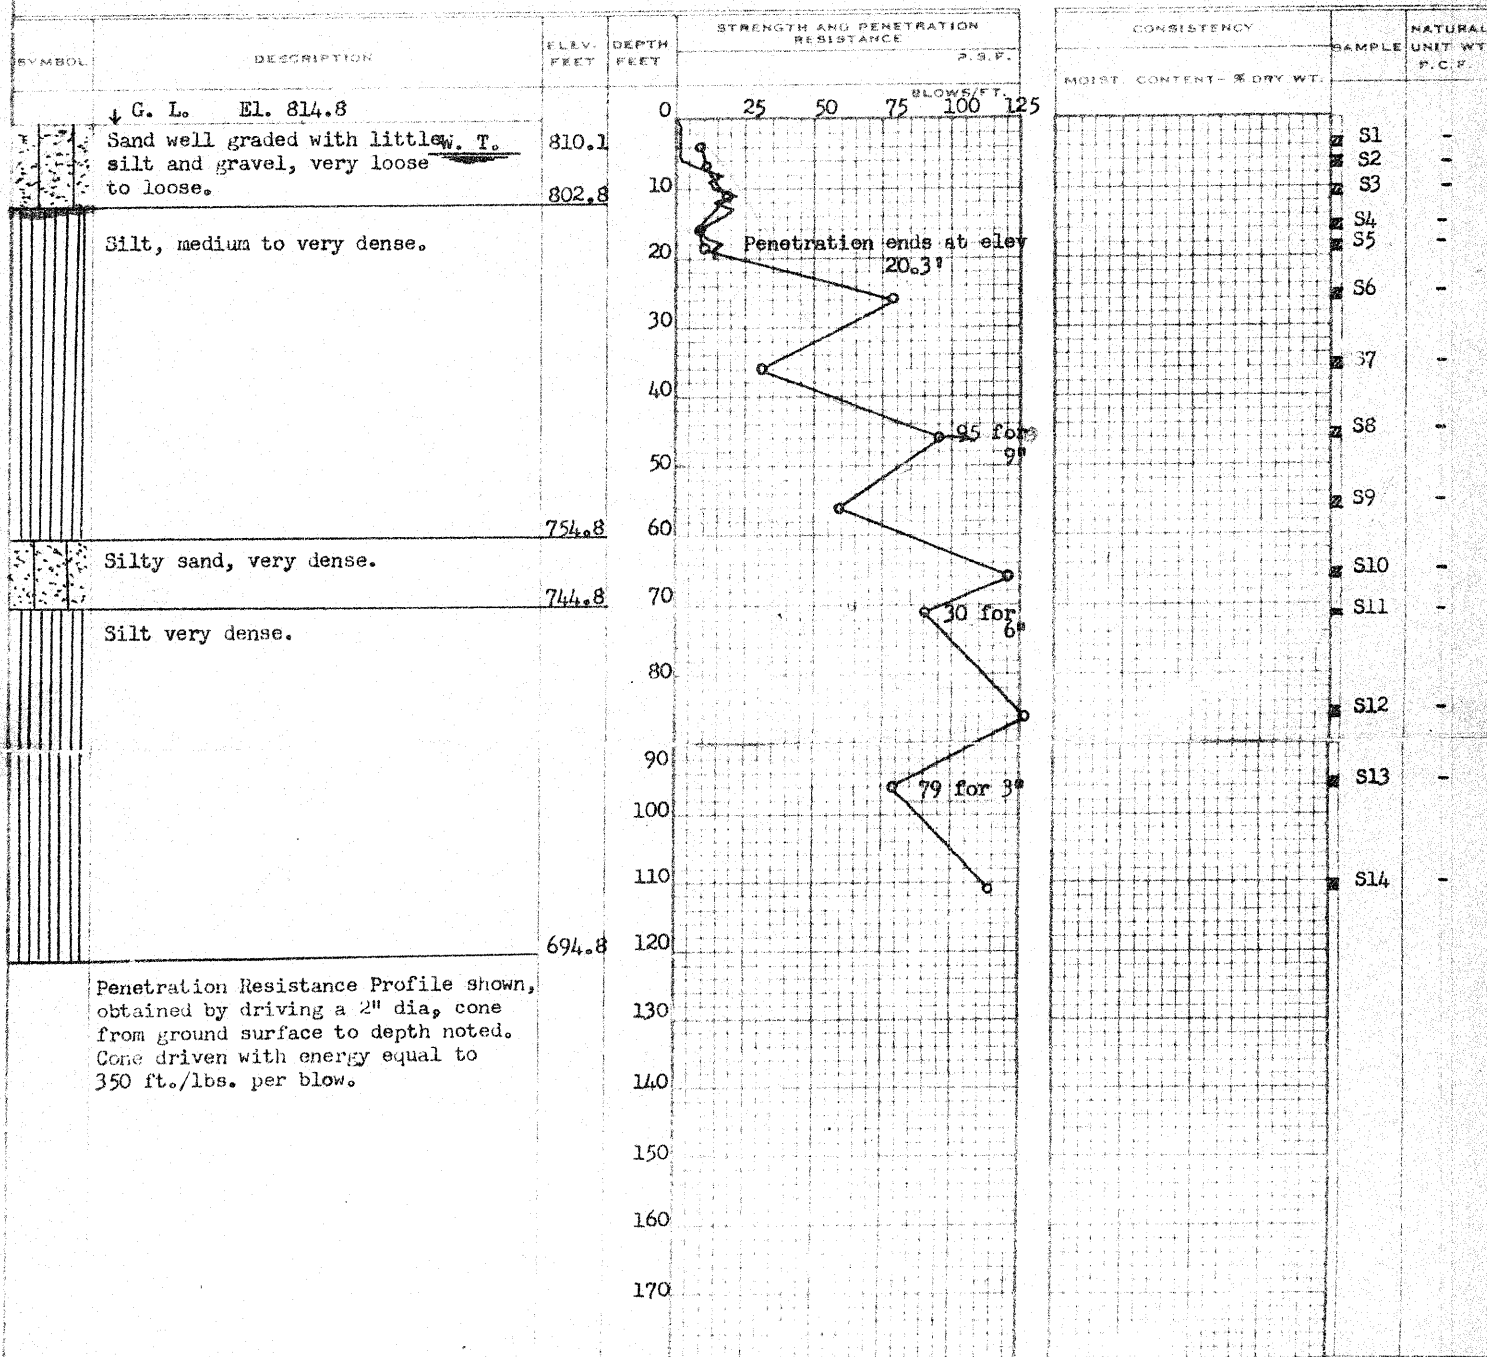 SYMBOL
DESCRIPTION
ELEV. FEET
DEPTH FEET
STRENGTH AND PENETRATION
RESISTANCE
P.S.F.
BLOWS/FT.
CONSISTENCY
MOIST. CONTENT - % DRY WT.
SAMPLE
NATURAL
UNIT WT
P.C.F.
G. L. El. 814.8
0 25 50 75 100 125
Sand well graded with little W. T. 810.1
silt and gravel, very loose
to loose. 802.8
Silt, medium to very dense.
754.8
Silty sand, very dense.
744.8
Silt very dense.
694.8
Penetration Resistance Profile shown,
obtained by driving a 2" dia, cone
from ground surface to depth noted.
Cone driven with energy equal to
350 ft./lbs. per blow.
10
20
30
40
50
60
70
80
90
100
110
120
130
140
150
160
170
Penetration ends at elev
20.3'
95 for
9"
30 for
6"
79 for 3"
S1 -
S2 -
S3 -
S4 -
S5 -
S6 -
S7 -
S8 -
S9 -
S10 -
S11 -
S12 -
S13 -
S14 -